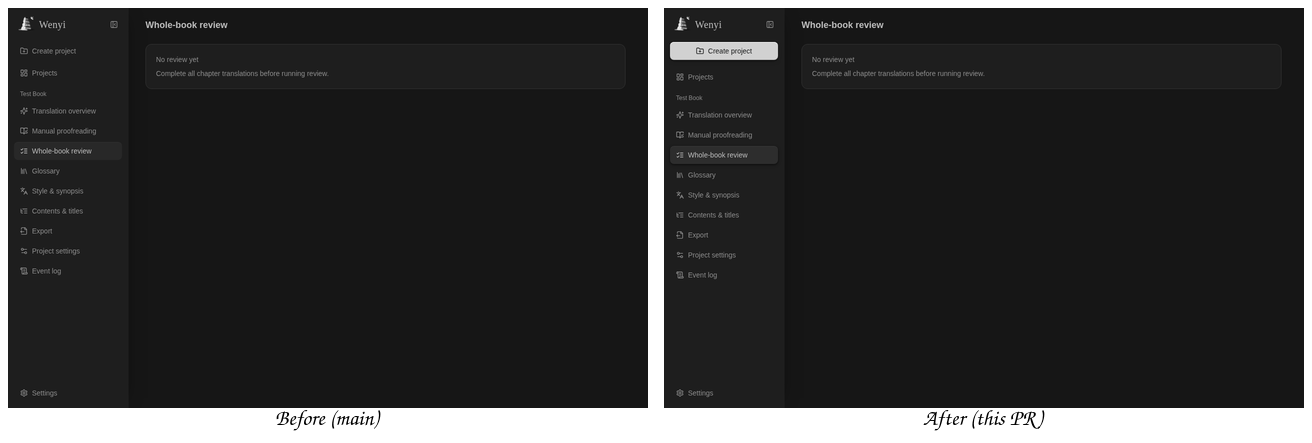 Wenyi
Whole-book review
Create project
Projects
Test Book
Translation overview
Manual proofreading
Whole-book review
Glossary
Style & synopsis
Contents & titles
Export
Project settings
Event log
Settings
No review yet
Complete all chapter translations before running review.
Before (main)
Wenyi
Whole-book review
Create project
Projects
Test Book
Translation overview
Manual proofreading
Whole-book review
Glossary
Style & synopsis
Contents & titles
Export
Project settings
Event log
Settings
No review yet
Complete all chapter translations before running review.
After (this PR)